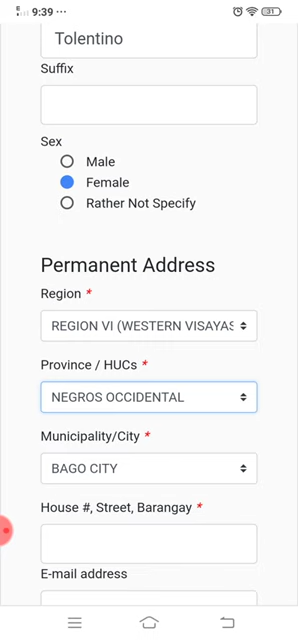 E
9:39 ...
31
Tolentino
Suffix
Sex
Male
Female
Rather Not Specify
Permanent Address
Region *
REGION VI (WESTERN VISAYAS
Province / HUCs *
NEGROS OCCIDENTAL
Municipality/City *
BAGO CITY
House #, Street, Barangay *
E-mail address